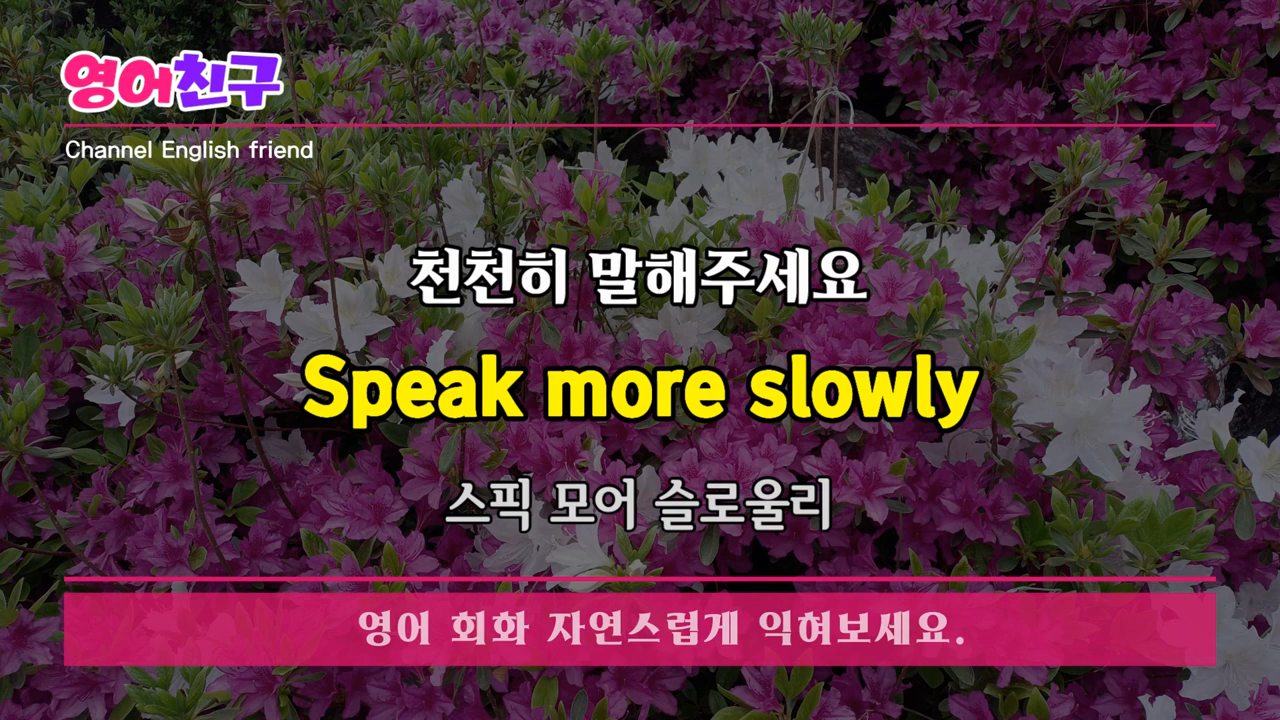 영어친구
Channel English friend
천천히 말해주세요
Speak more slowly
스픽 모어 슬로울리
영어 회화 자연스럽게 익혀보세요.